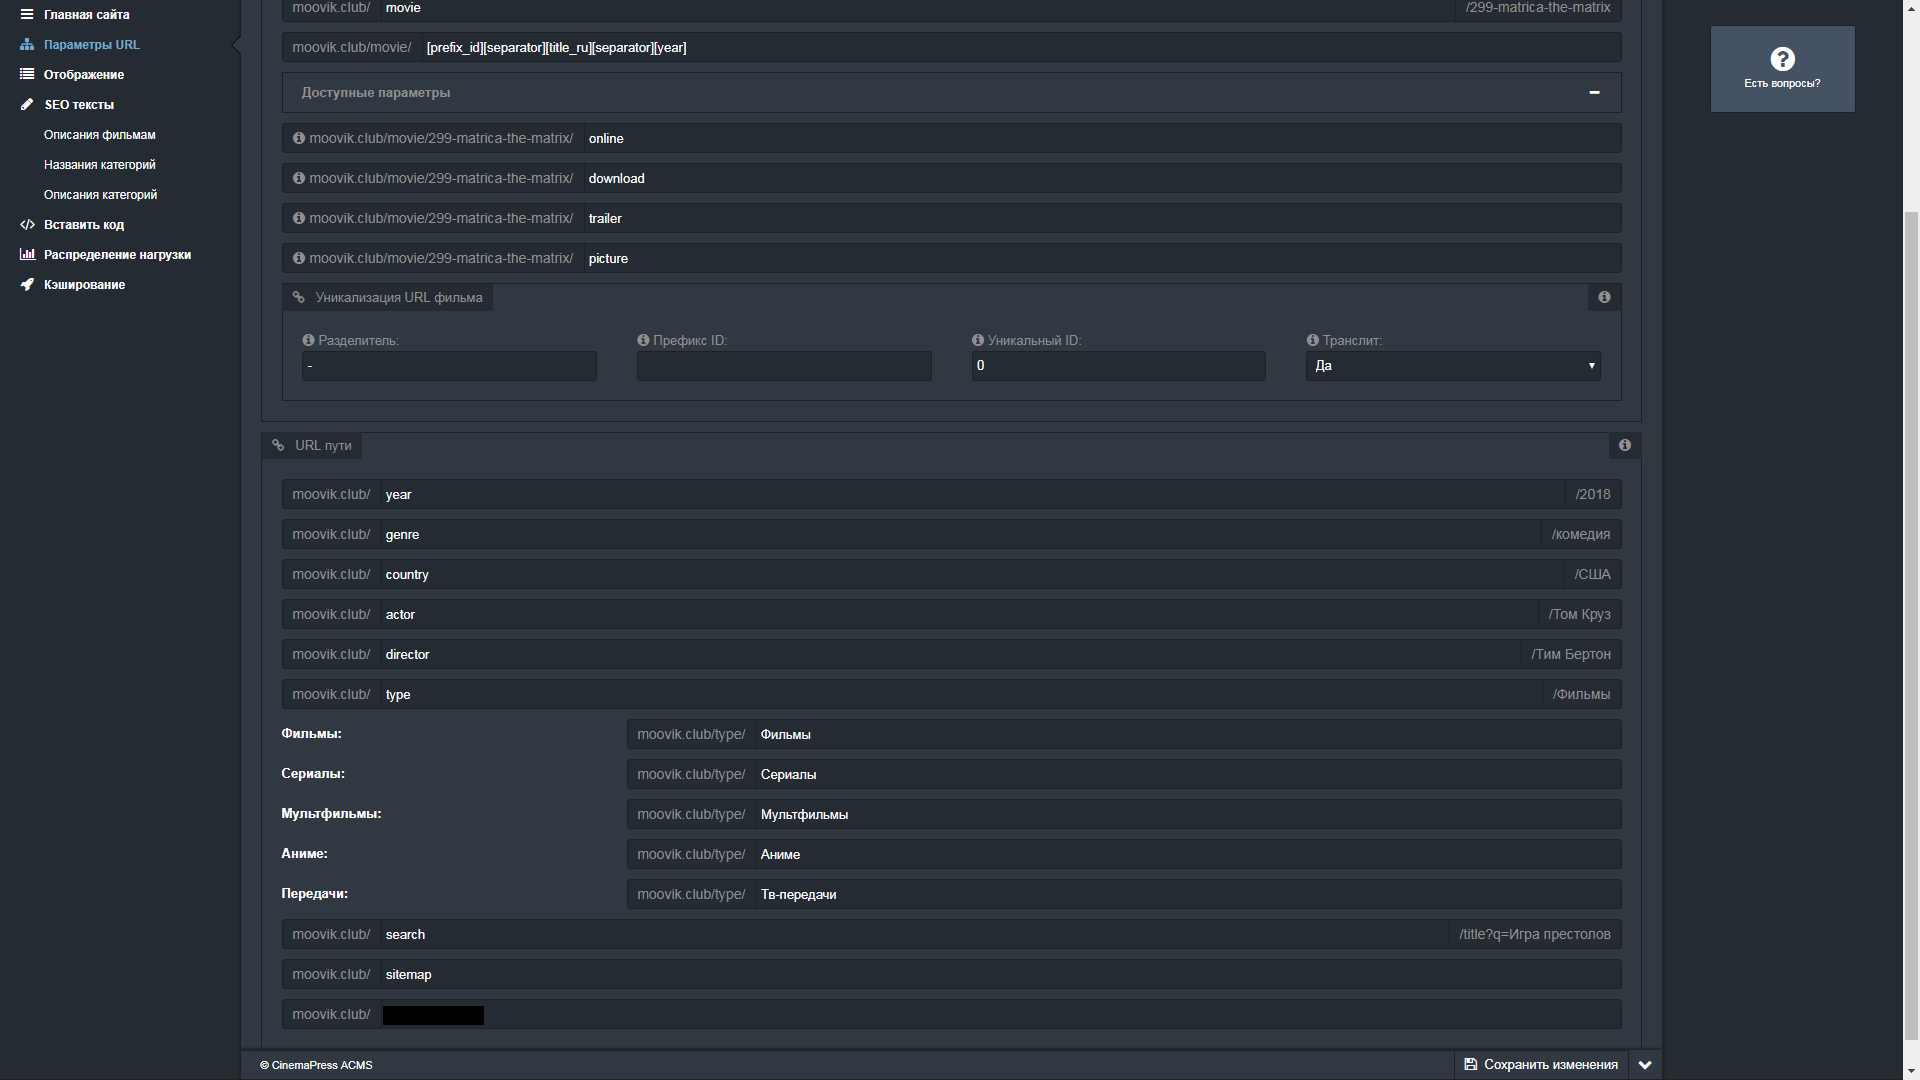 Главная сайта
Параметры URL
Отображение
SEO тексты
Описания фильмам
Названия категорий
Описания категорий
Вставить код
Распределение нагрузки
Кэширование
moovik.club/ movie /299-matrica-the-matrix
moovik.club/movie/ [prefix_id][separator][title_ru][separator][year]
Доступные параметры
moovik.club/movie/299-matrica-the-matrix/ online
moovik.club/movie/299-matrica-the-matrix/ download
moovik.club/movie/299-matrica-the-matrix/ trailer
moovik.club/movie/299-matrica-the-matrix/ picture
Уникализация URL фильма
Разделитель: Префикс ID: Уникальный ID: Транслит:
- 0 Да
URL пути
moovik.club/ year /2018
moovik.club/ genre /комедия
moovik.club/ country /США
moovik.club/ actor /Том Круз
moovik.club/ director /Тим Бертон
moovik.club/ type /Фильмы
Фильмы: moovik.club/type/ Фильмы
Сериалы: moovik.club/type/ Сериалы
Мультфильмы: moovik.club/type/ Мультфильмы
Аниме: moovik.club/type/ Аниме
Передачи: moovik.club/type/ Тв-передачи
moovik.club/ search /title?q=Игра престолов
moovik.club/ sitemap
moovik.club/
© CinemaPress ACMS
Сохранить изменения
Есть вопросы?